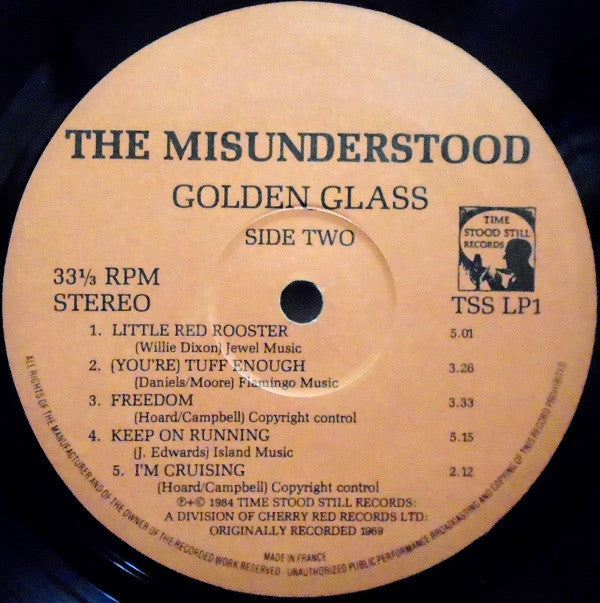 THE MISUNDERSTOOD
GOLDEN GLASS
SIDE TWO
TIME
STOOD STILL
RECORDS
33⅓ RPM
STEREO
TSS LP1
1. LITTLE RED ROOSTER 5.01
(Willie Dixon) Jewel Music
2. (YOU'RE) TUFF ENOUGH 3.26
(Daniels/Moore) Flamingo Music
3. FREEDOM 3.33
(Hoard/Campbell) Copyright control
4. KEEP ON RUNNING 5.15
(J. Edwards) Island Music
5. I'M CRUISING 2.12
(Hoard/Campbell) Copyright control
℗+© 1984 TIME STOOD STILL RECORDS:
A DIVISION OF CHERRY RED RECORDS LTD:
ORIGINALLY RECORDED 1969
MADE IN FRANCE
ALL RIGHTS OF THE MANUFACTURER AND OF THE OWNER OF THE RECORDED WORK RESERVED - UNAUTHORIZED PUBLIC PERFORMANCE BROADCASTING AND COPYING OF THIS RECORD PROHIBITED